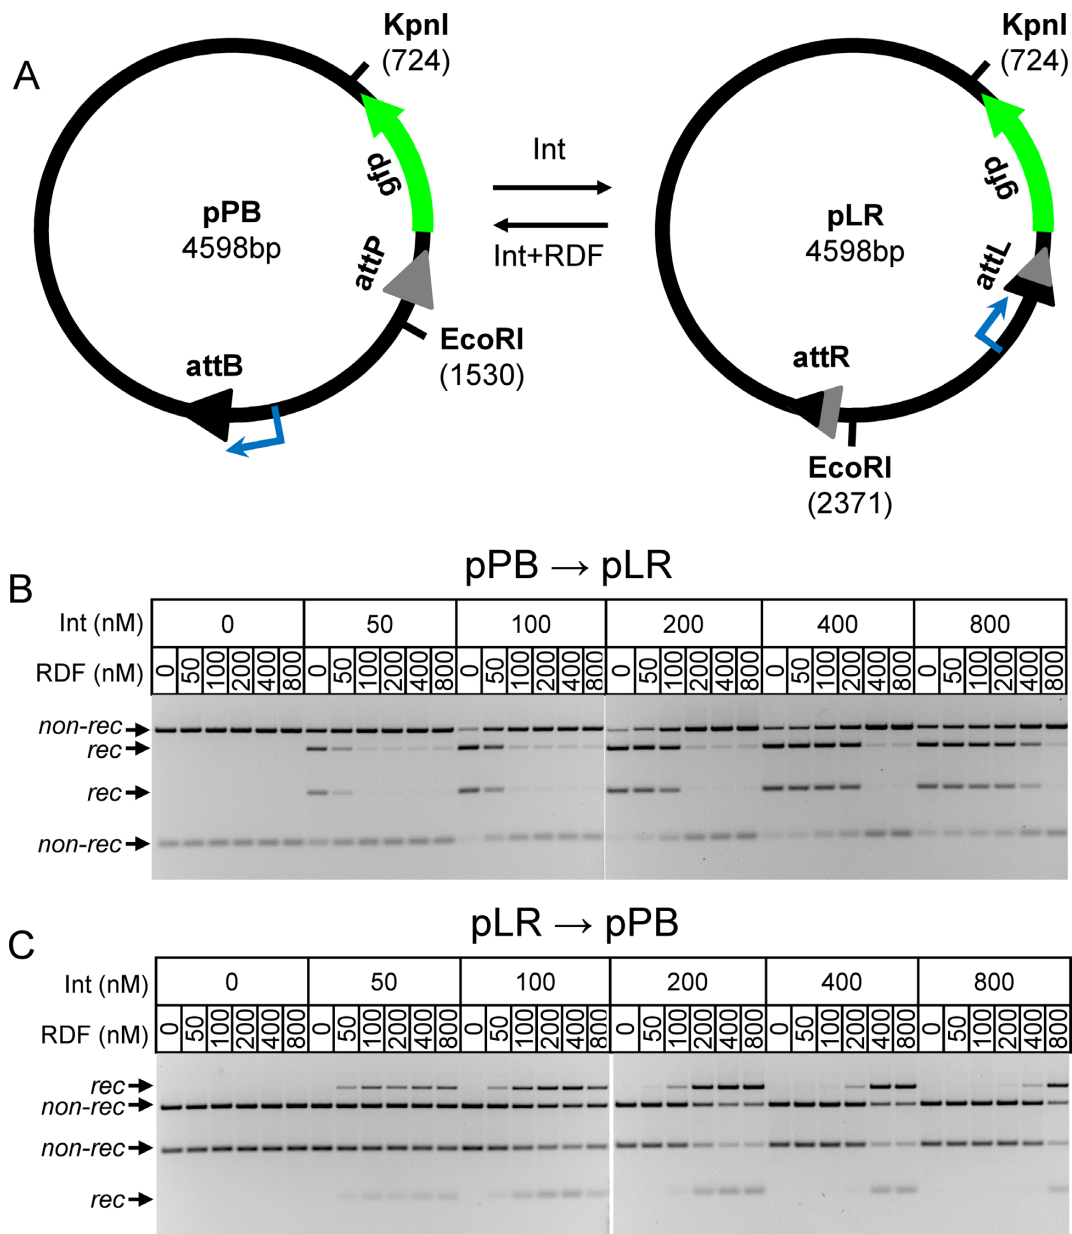 A
KpnI
(724)
gfp
pPB
4598bp
attP
EcoRI
(1530)
attB
Int
Int+RDF
KpnI
(724)
gfp
pLR
4598bp
attL
attR
EcoRI
(2371)
B
pPB → pLR
Int (nM) 0 50 100 200 400 800
RDF (nM) 0 50 100 200 400 800 0 50 100 200 400 800 0 50 100 200 400 800 0 50 100 200 400 800 0 50 100 200 400 800 0 50 100 200 400 800
non-rec
rec
rec
non-rec
C
pLR → pPB
Int (nM) 0 50 100 200 400 800
RDF (nM) 0 50 100 200 400 800 0 50 100 200 400 800 0 50 100 200 400 800 0 50 100 200 400 800 0 50 100 200 400 800 0 50 100 200 400 800
rec
non-rec
non-rec
rec